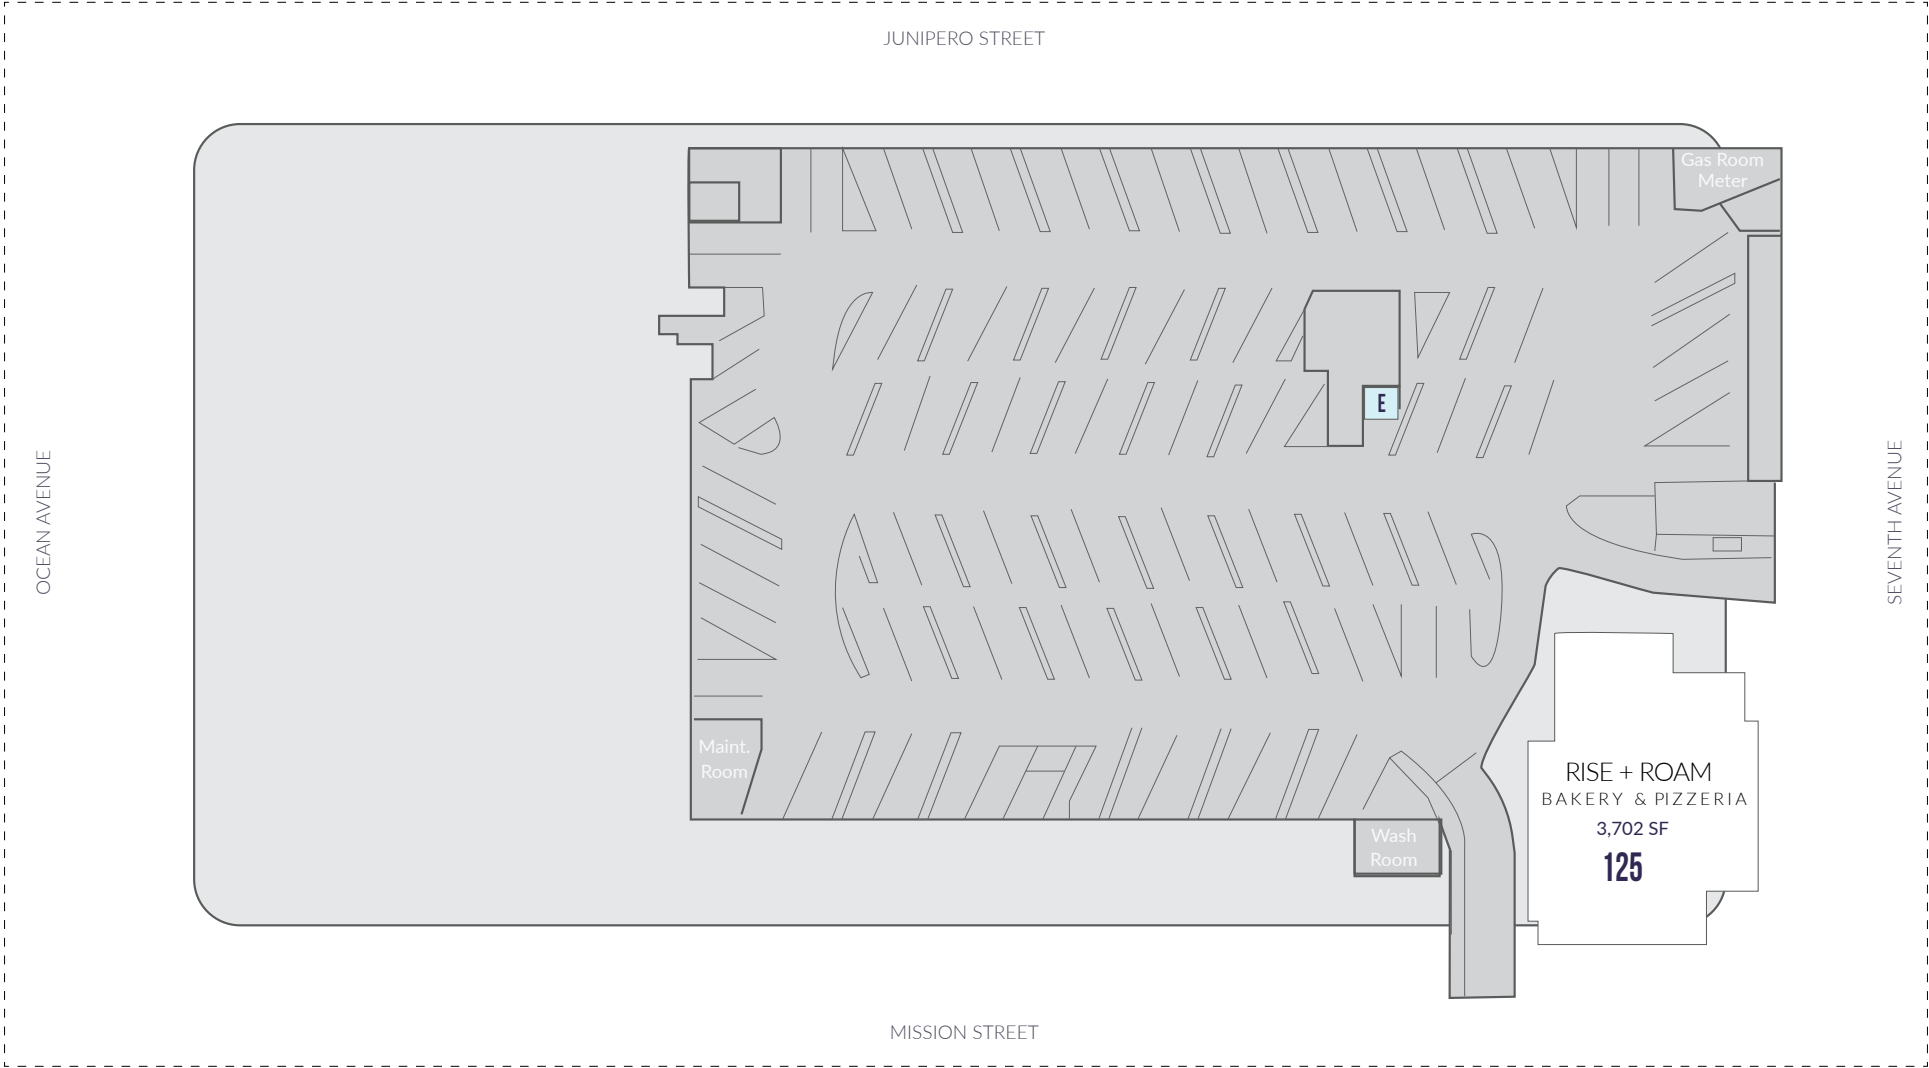 JUNIPERO STREET
Gas Room
Meter
E
OCEAN AVENUE
SEVENTH AVENUE
Maint.
Room
RISE + ROAM
BAKERY & PIZZERIA
3,702 SF
125
Wash
Room
MISSION STREET